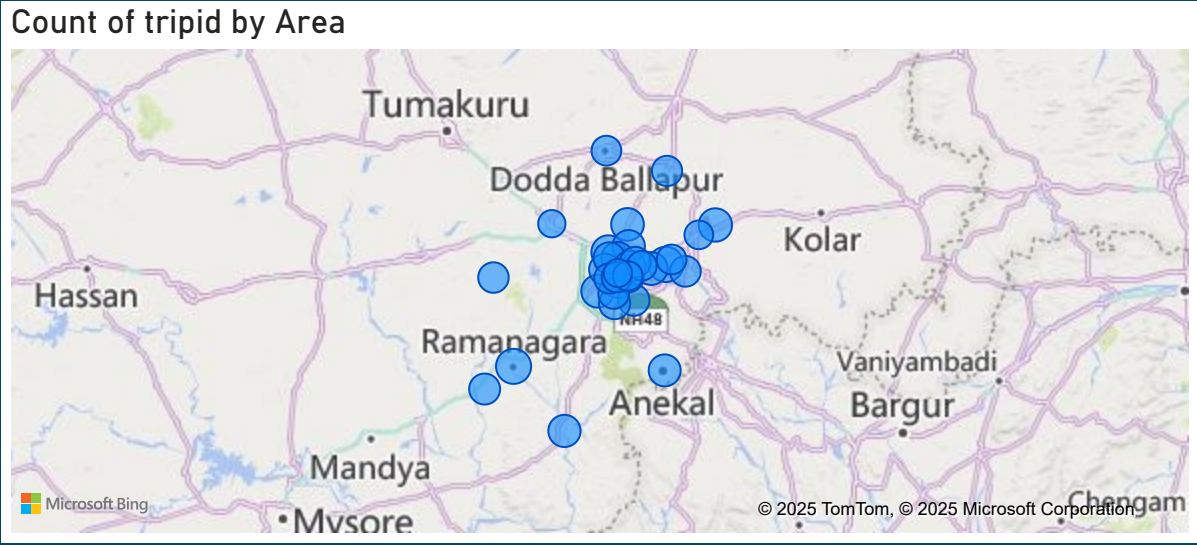 Count of tripid by Area
Tumakuru
Dodda Ballapur
Kolar
Hassan
NH48
Ramanagara
Vaniyambadi
Anekal
Bargur
Mandya
Microsoft Bing
Mysore
Chengam
© 2025 TomTom, © 2025 Microsoft Corporation